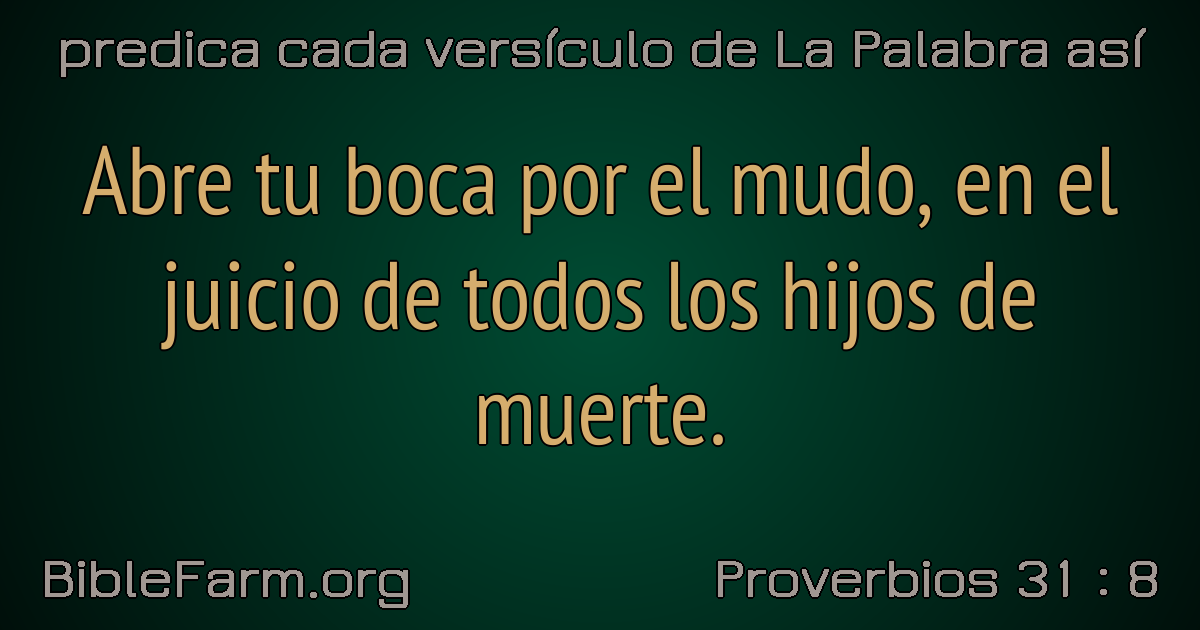 predica cada versículo de La Palabra así
Abre tu boca por el mudo, en el
juicio de todos los hijos de
muerte.
BibleFarm.org
Proverbios 31 : 8